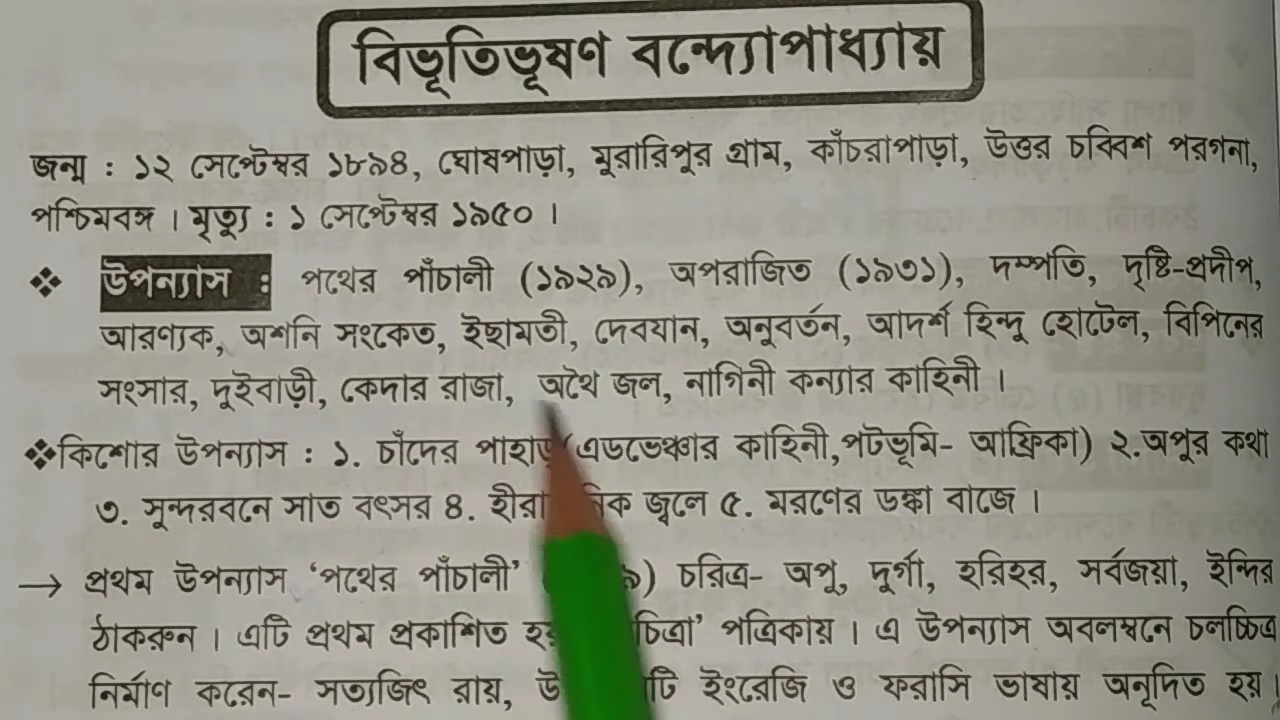 বিভূতিভূষণ বন্দ্যোপাধ্যায়
জন্ম : ১২ সেপ্টেম্বর ১৮৯৪, ঘোষপাড়া, মুরারিপুর গ্রাম, কাঁচরাপাড়া, উত্তর চব্বিশ পরগনা,
পশ্চিমবঙ্গ । মৃত্যু : ১ সেপ্টেম্বর ১৯৫০ ।
❖ উপন্যাস : পথের পাঁচালী (১৯২৯), অপরাজিত (১৯৩১), দম্পতি, দৃষ্টি-প্রদীপ,
আরণ্যক, অশনি সংকেত, ইছামতী, দেবযান, অনুবর্তন, আদর্শ হিন্দু হোটেল, বিপিনের
সংসার, দুইবাড়ী, কেদার রাজা, অথৈ জল, নাগিনী কন্যার কাহিনী ।
❖কিশোর উপন্যাস : ১. চাঁদের পাহাড় (এডভেঞ্চার কাহিনী,পটভূমি- আফ্রিকা) ২.অপুর কথা
৩. সুন্দরবনে সাত বৎসর ৪. হীরা জ্বলে ৫. মরণের ডঙ্কা বাজে ।
→ প্রথম উপন্যাস ‘পথের পাঁচালী’ চরিত্র- অপু, দুর্গা, হরিহর, সর্বজয়া, ইন্দির
ঠাকরুন । এটি প্রথম প্রকাশিত পত্রিকায় । এ উপন্যাস অবলম্বনে চলচ্চিত্র
নির্মাণ করেন- সত্যজিৎ রায়, ইংরেজি ও ফরাসি ভাষায় অনূদিত হয় ।